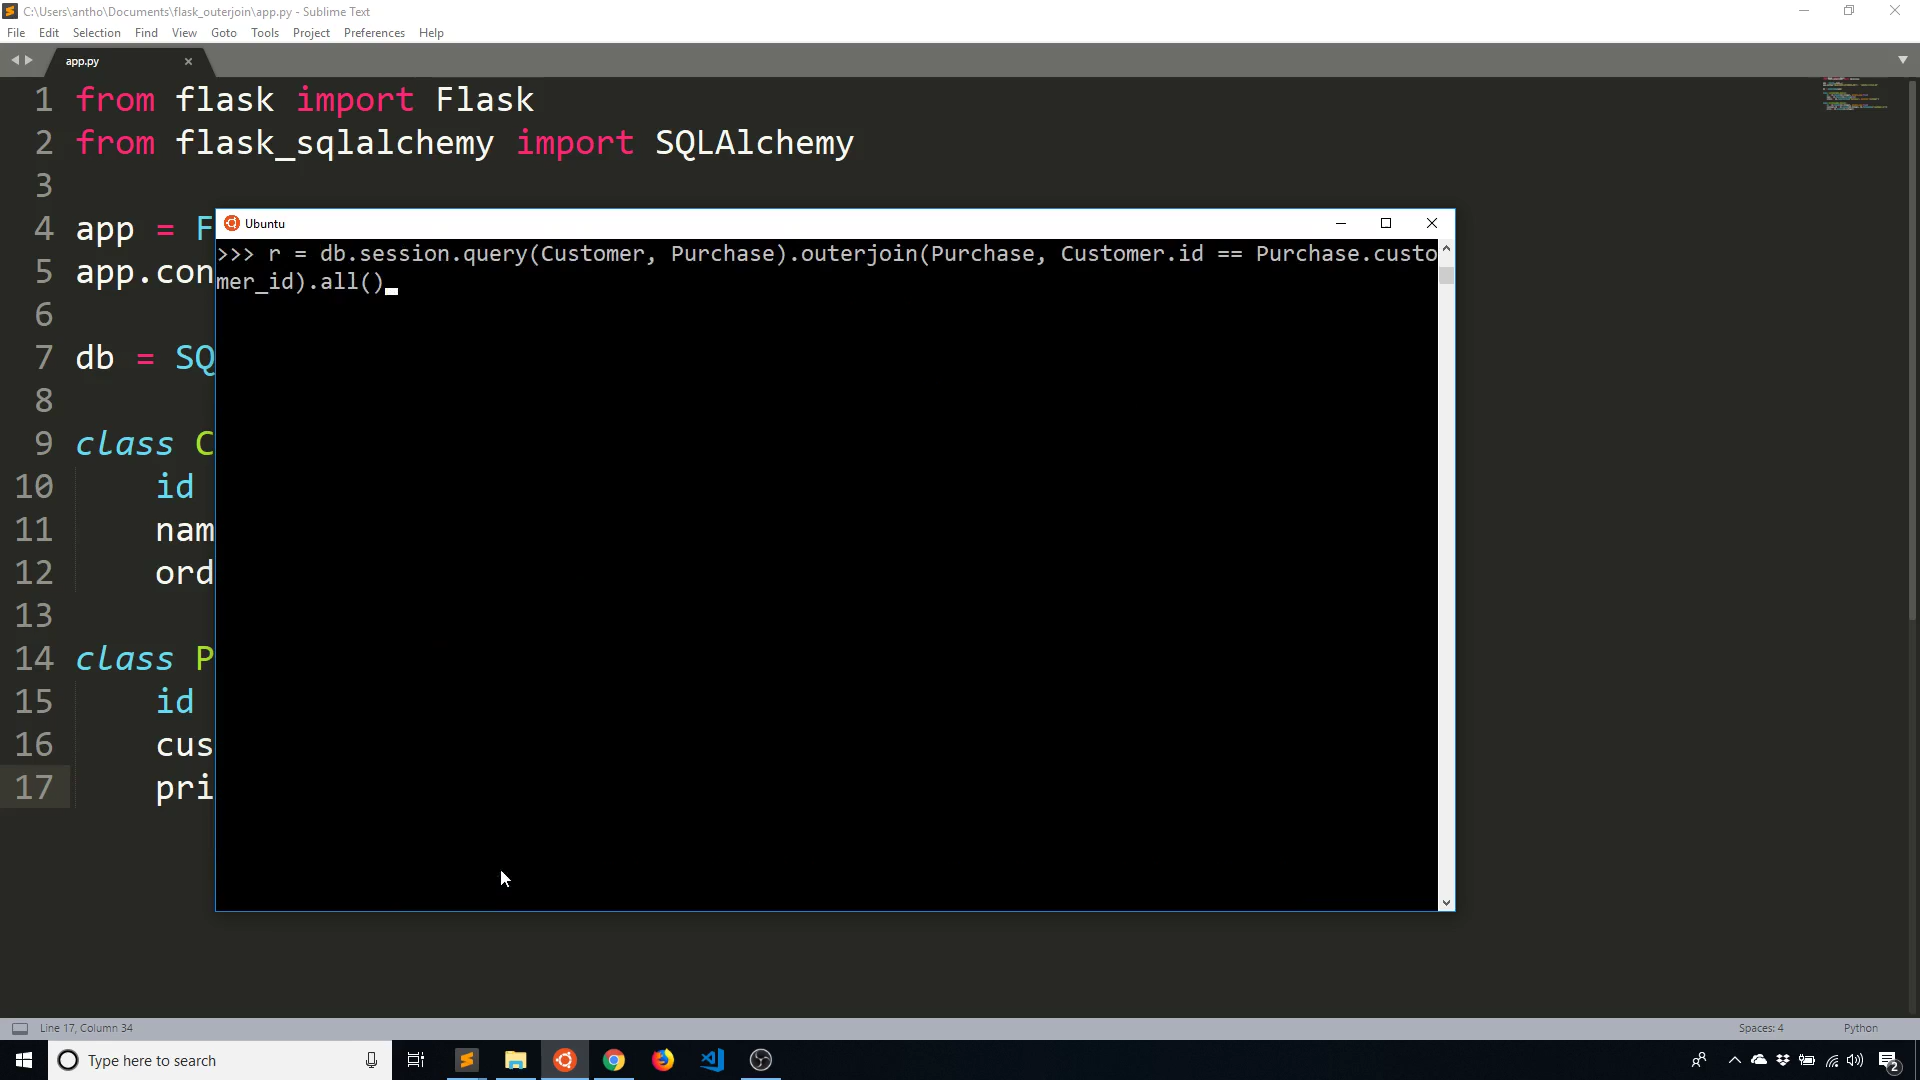 C:\Users\antho\Documents\flask_outerjoin\app.py - Sublime Text
File Edit Selection Find View Goto Tools Project Preferences Help
app.py
1 from flask import Flask
2 from flask_sqlalchemy import SQLAlchemy
3
4 app = F
5 app.con
6
7 db = SQ
8
9 class C
10 id
11 nam
12 ord
13
14 class P
15 id
16 cus
17 pri
Ubuntu
>>> r = db.session.query(Customer, Purchase).outerjoin(Purchase, Customer.id == Purchase.custo
mer_id).all()
Line 17, Column 34
Spaces: 4
Python
Type here to search
2